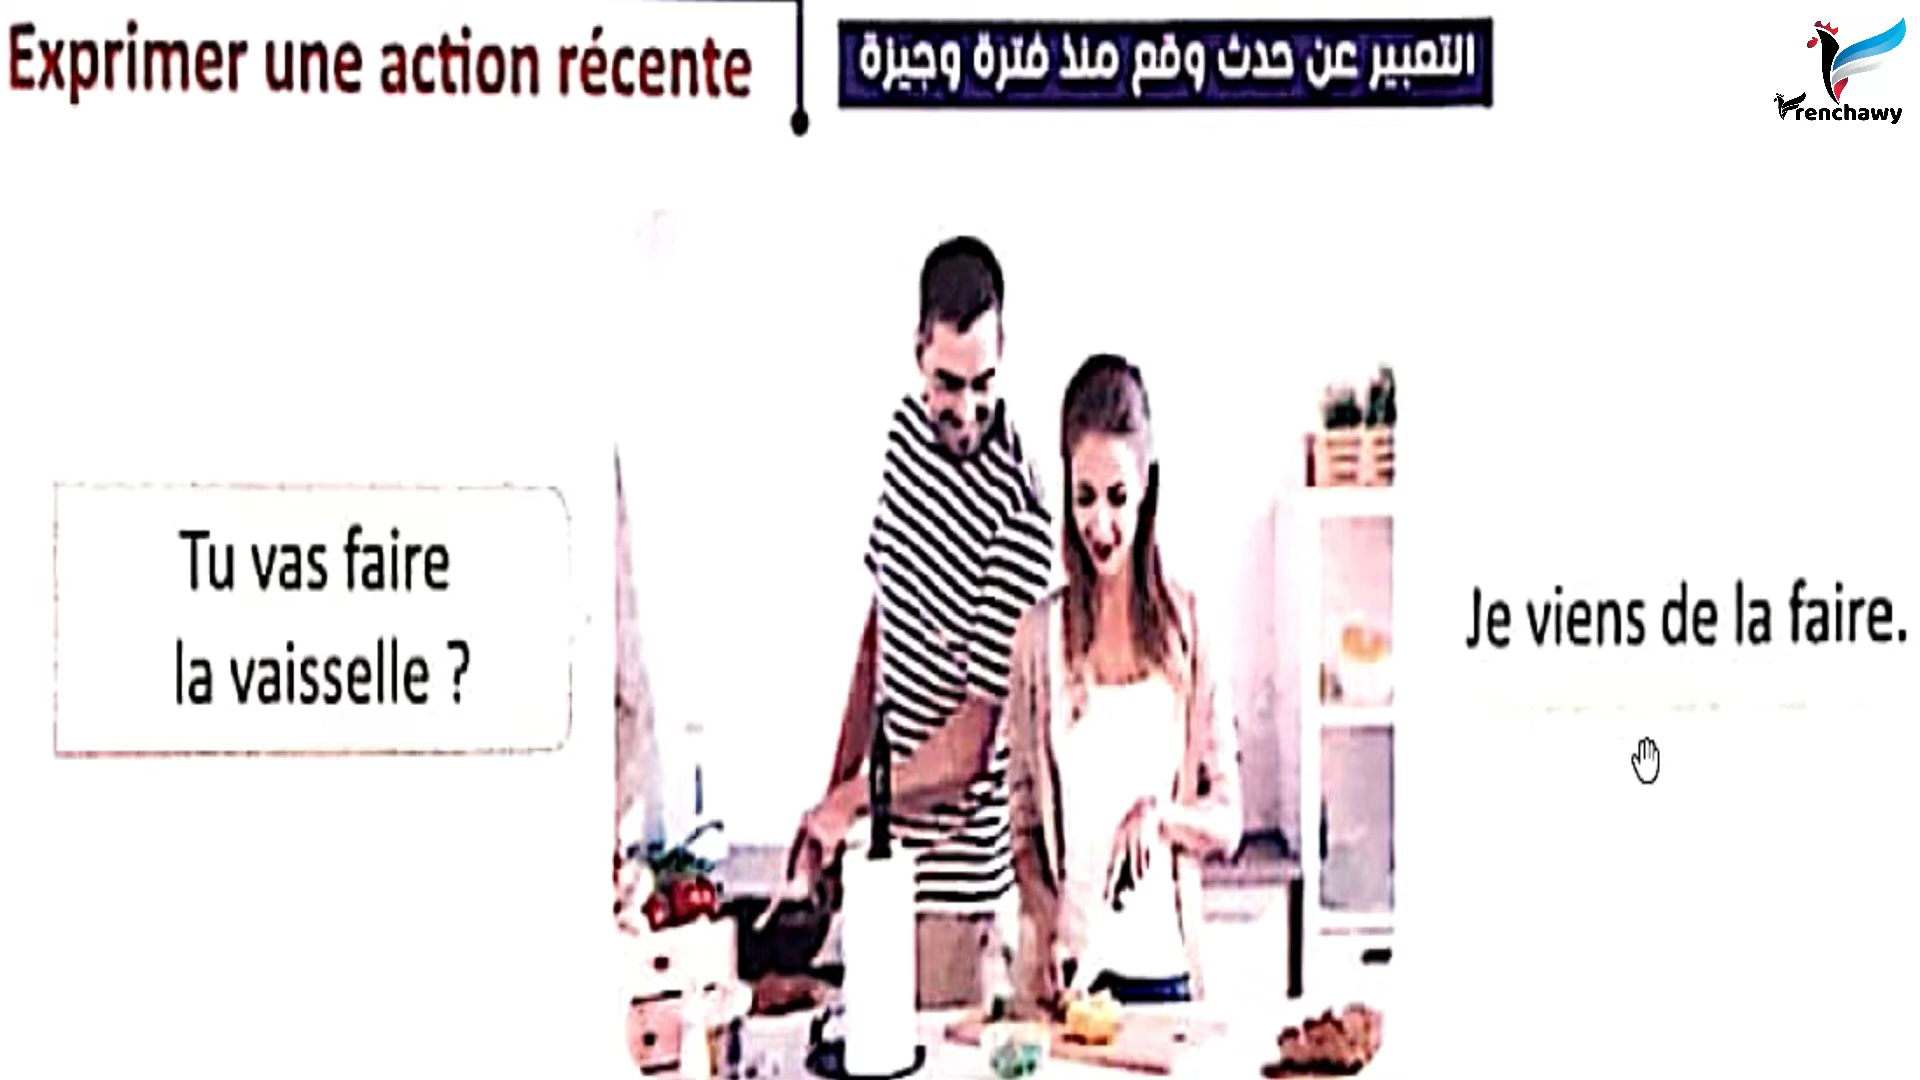 Exprimer une action récente
التعبير عن حدث وقع منذ فترة وجيزة
Frenchawy
Tu vas faire
la vaisselle ?
Je viens de la faire.